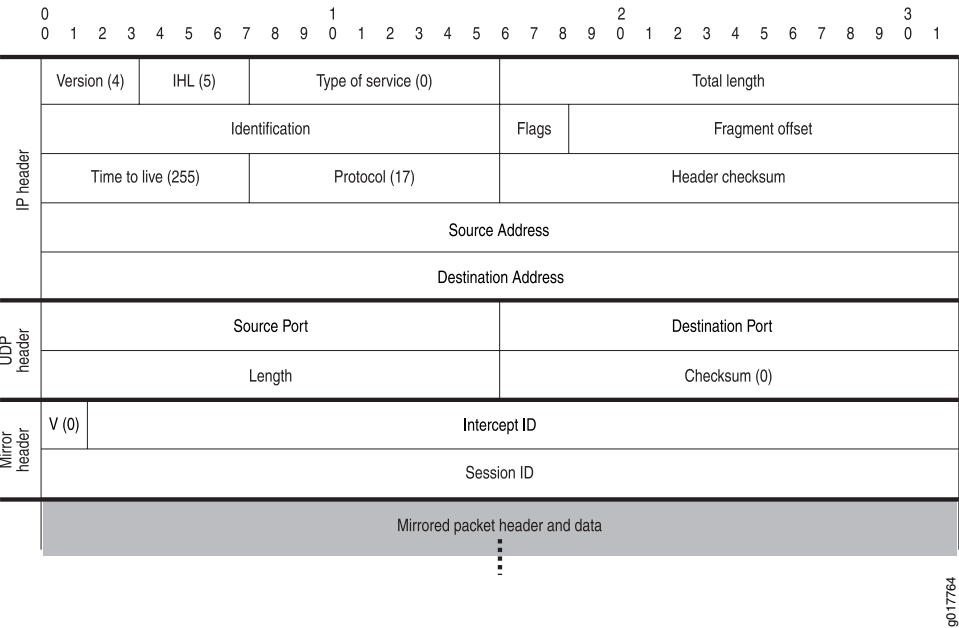 0 1 2 3
0 1 2 3 4 5 6 7 8 9 0 1 2 3 4 5 6 7 8 9 0 1 2 3 4 5 6 7 8 9 0 1
IP header
Version (4) IHL (5) Type of service (0) Total length
Identification Flags Fragment offset
Time to live (255) Protocol (17) Header checksum
Source Address
Destination Address
UDP
header
Source Port Destination Port
Length Checksum (0)
Mirror
header
V (0) Intercept ID
Session ID
Mirrored packet header and data
g017764